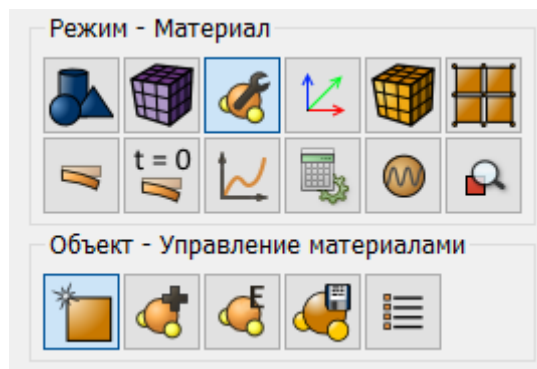 Режим - Материал
t = 0
Объект - Управление материалами
E